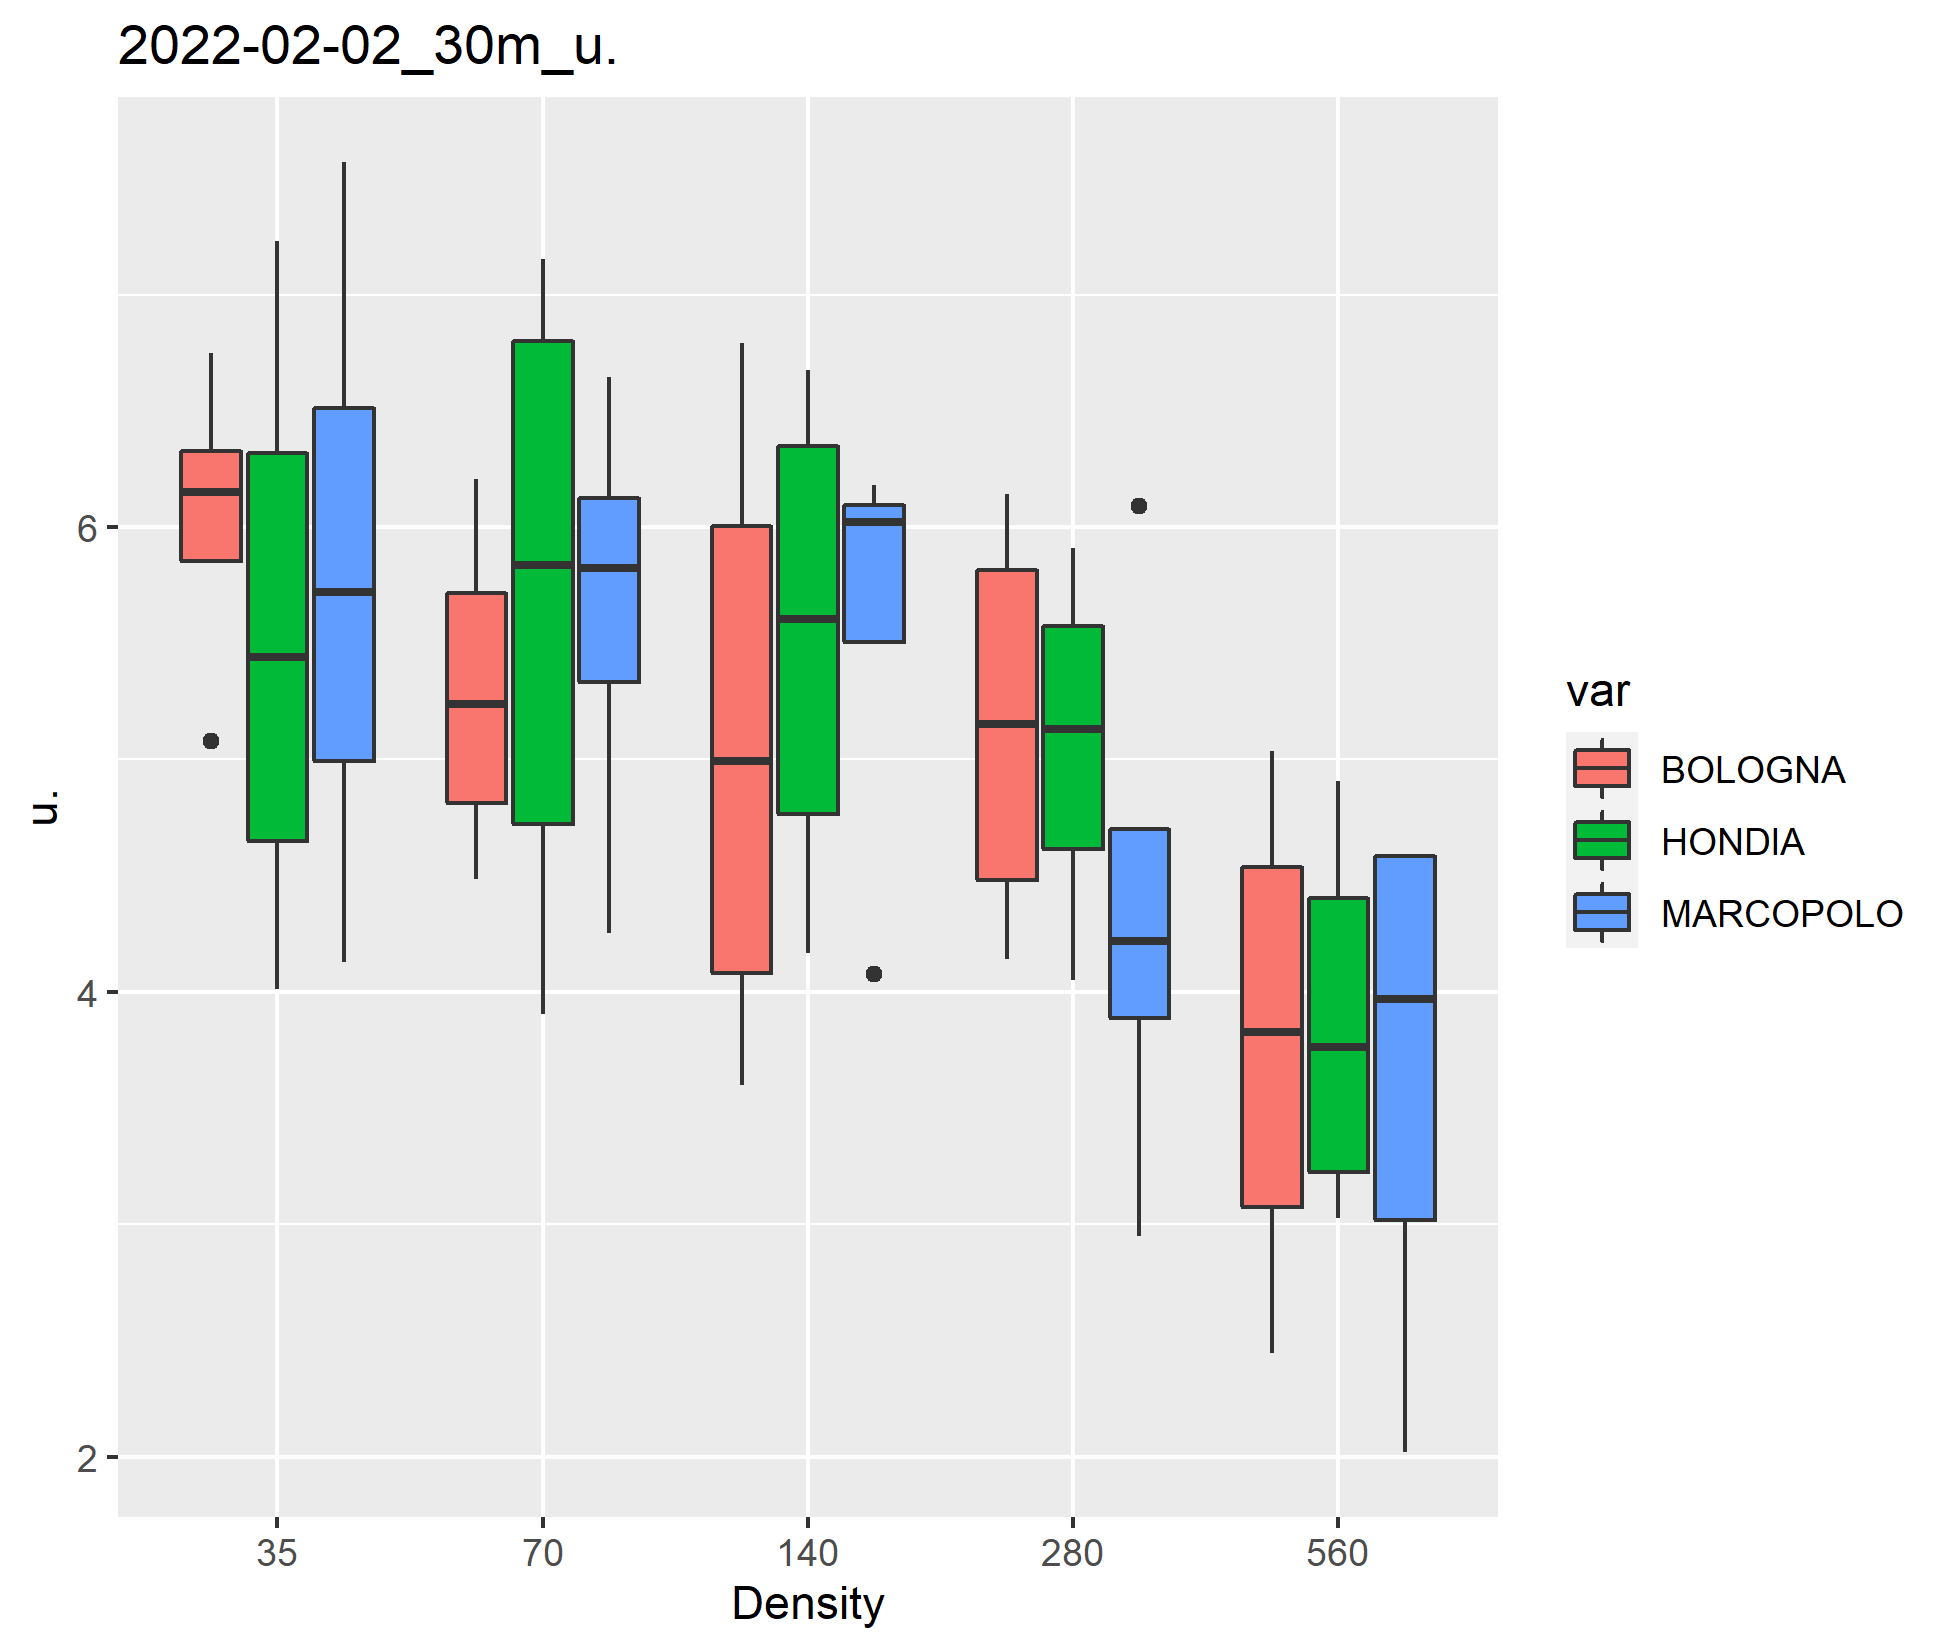 2022-02-02_30m_u.
6
4
2
u.
35 70 140 280 560
Density
var
BOLOGNA
HONDIA
MARCOPOLO